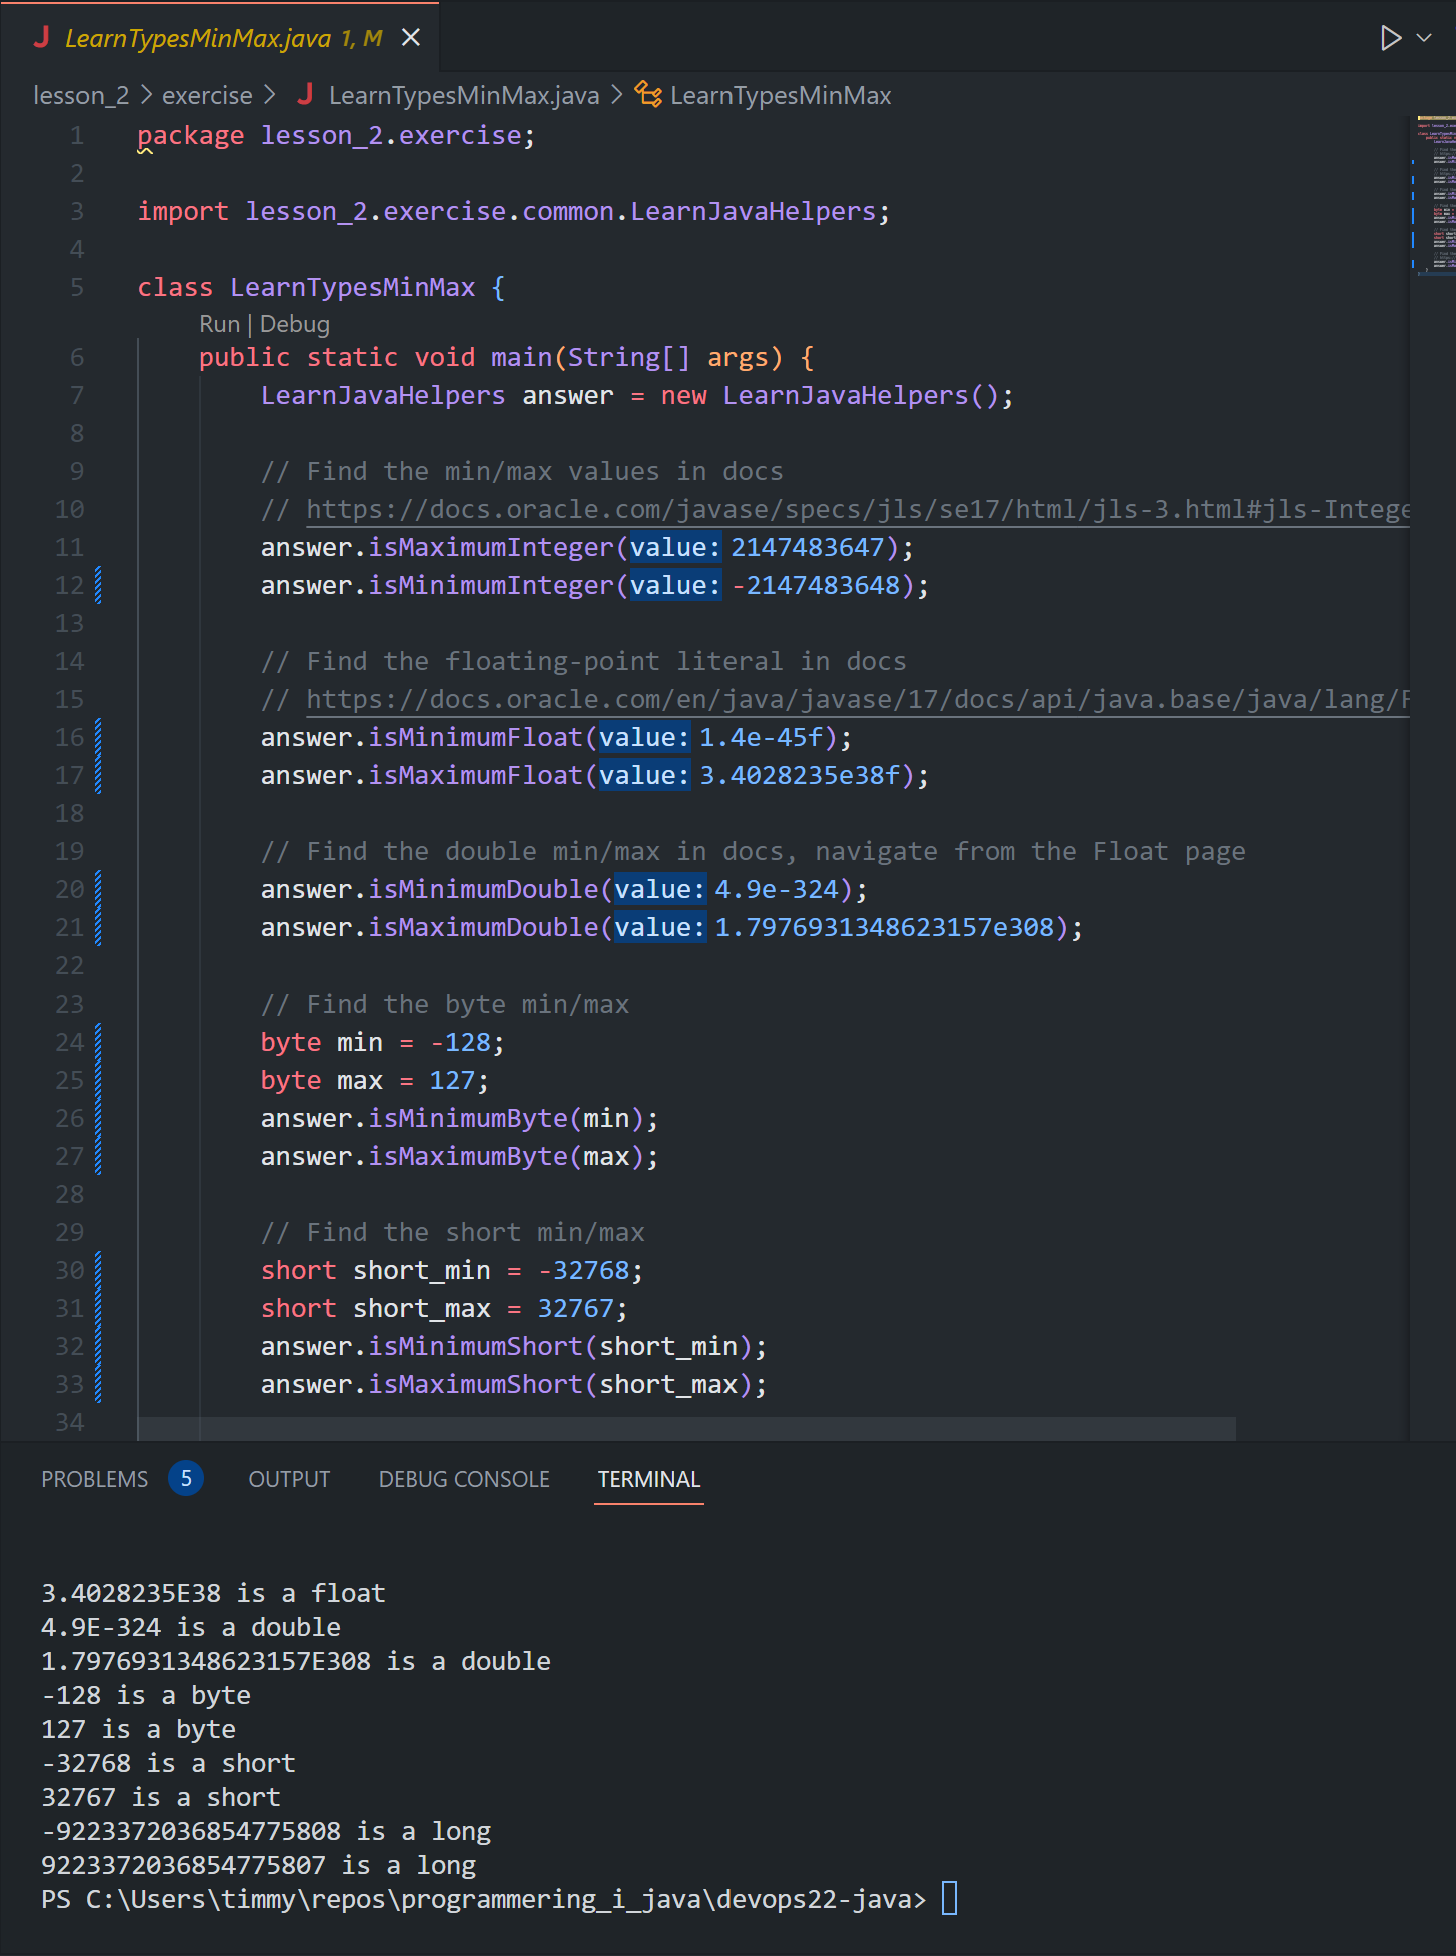 J LearnTypesMinMax.java 1, M
lesson_2 > exercise > J LearnTypesMinMax.java > LearnTypesMinMax
1 package lesson_2.exercise;
2
3 import lesson_2.exercise.common.LearnJavaHelpers;
4
5 class LearnTypesMinMax {
Run | Debug
6 public static void main(String[] args) {
7 LearnJavaHelpers answer = new LearnJavaHelpers();
8
9 // Find the min/max values in docs
10 // https://docs.oracle.com/javase/specs/jls/se17/html/jls-3.html#jls-Intege
11 answer.isMaximumInteger(value: 2147483647);
12 answer.isMinimumInteger(value: -2147483648);
13
14 // Find the floating-point literal in docs
15 // https://docs.oracle.com/en/java/javase/17/docs/api/java.base/java/lang/F
16 answer.isMinimumFloat(value: 1.4e-45f);
17 answer.isMaximumFloat(value: 3.4028235e38f);
18
19 // Find the double min/max in docs, navigate from the Float page
20 answer.isMinimumDouble(value: 4.9e-324);
21 answer.isMaximumDouble(value: 1.7976931348623157e308);
22
23 // Find the byte min/max
24 byte min = -128;
25 byte max = 127;
26 answer.isMinimumByte(min);
27 answer.isMaximumByte(max);
28
29 // Find the short min/max
30 short short_min = -32768;
31 short short_max = 32767;
32 answer.isMinimumShort(short_min);
33 answer.isMaximumShort(short_max);
34
PROBLEMS 5 OUTPUT DEBUG CONSOLE TERMINAL
3.4028235E38 is a float
4.9E-324 is a double
1.7976931348623157E308 is a double
-128 is a byte
127 is a byte
-32768 is a short
32767 is a short
-9223372036854775808 is a long
9223372036854775807 is a long
PS C:\Users\timmy\repos\programmering_i_java\devops22-java>